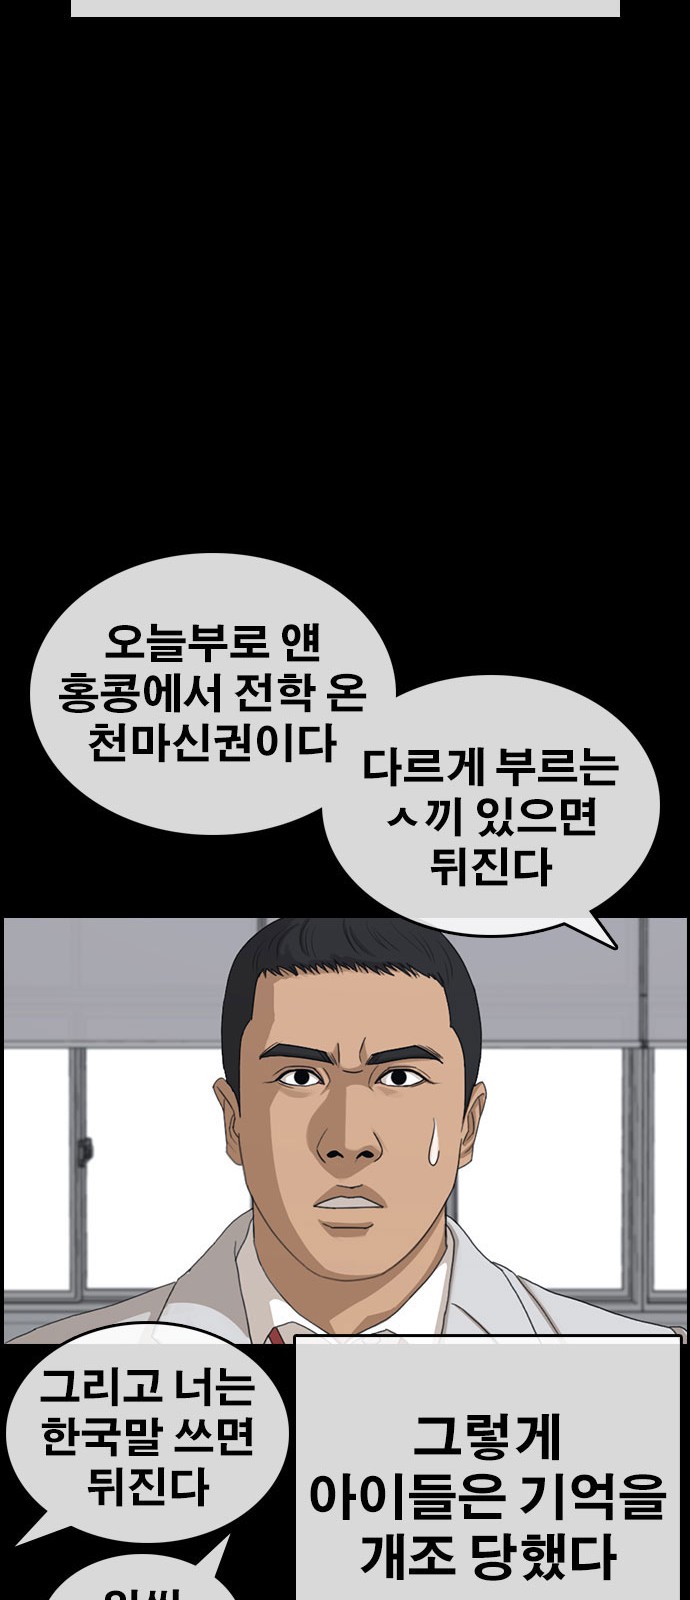 오늘부로 얜
홍콩에서 전학 온
천마신권이다
다르게 부르는
ㅅ끼 있으면
뒤진다
그리고 너는
한국말 쓰면
뒤진다
그렇게
아이들은 기억을
개조 당했다